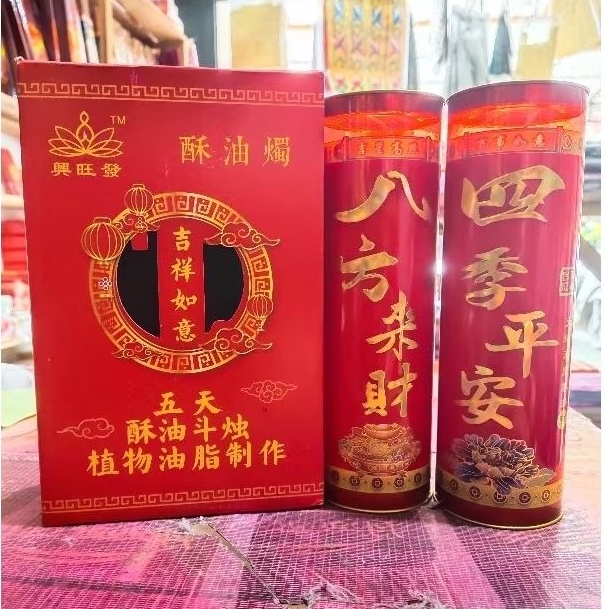 TM
興旺發
酥油燭
吉祥如意
五天
酥油斗烛
植物油脂制作
八方来財
四季平安